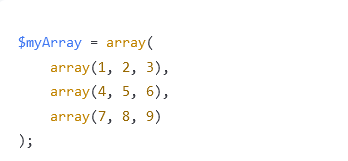 $myArray = array(
    array(1, 2, 3),
    array(4, 5, 6),
    array(7, 8, 9)
);